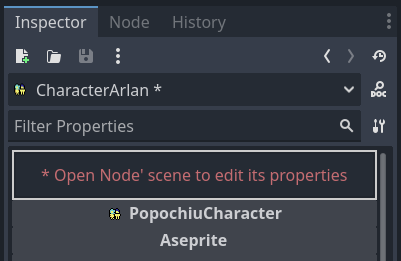 Inspector Node History
CharacterArlan *
DOC
Filter Properties
* Open Node' scene to edit its properties
PopochiuCharacter
Aseprite